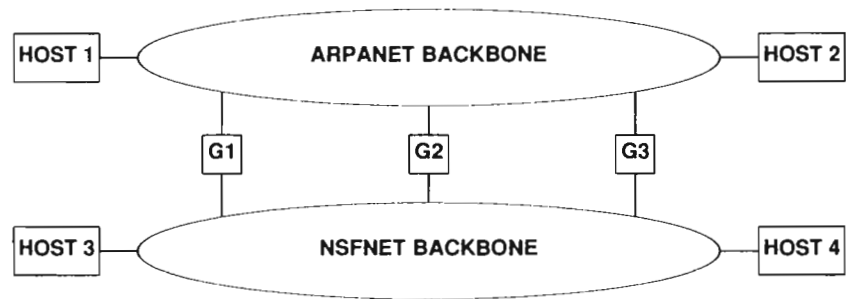 HOST 1
ARPANET BACKBONE
HOST 2
G1
G2
G3
HOST 3
NSFNET BACKBONE
HOST 4